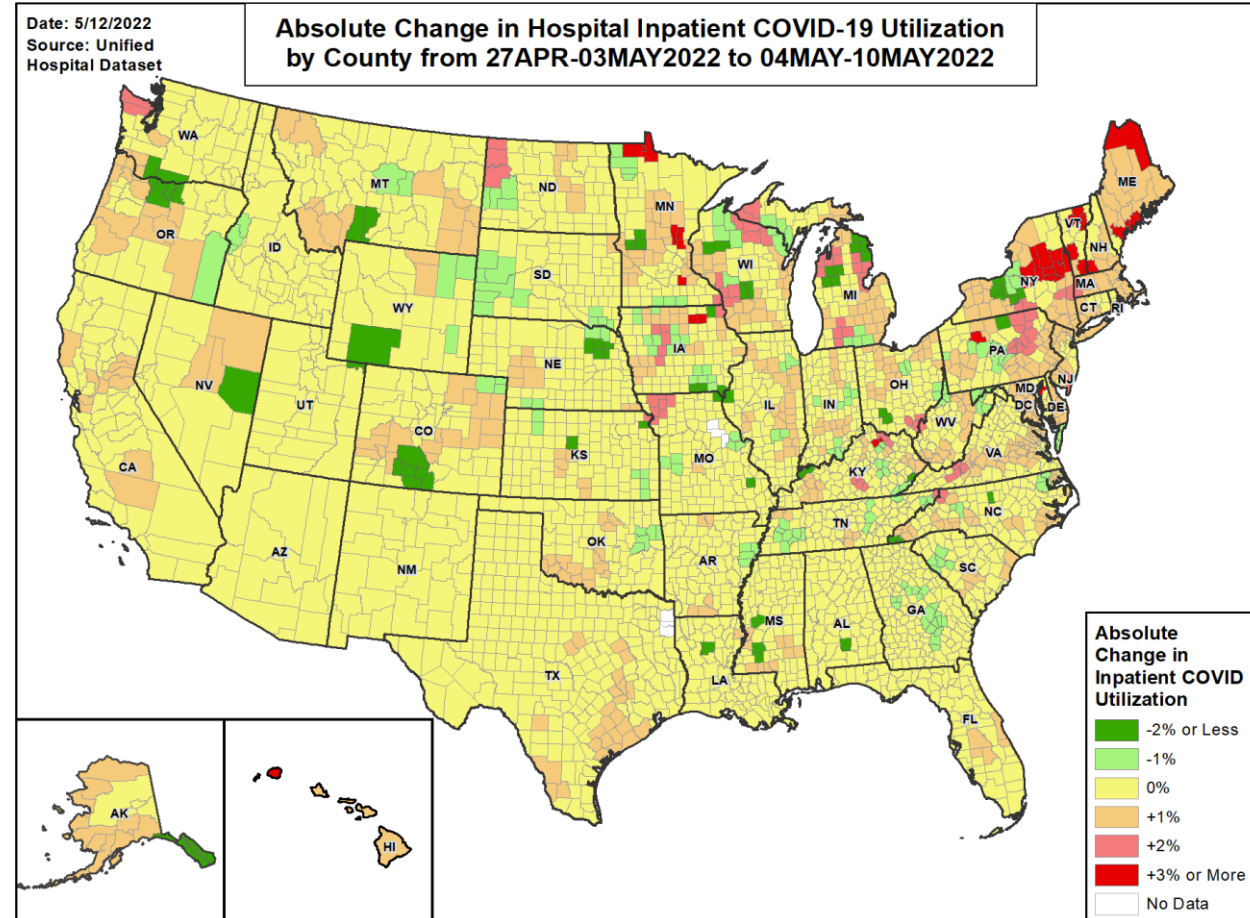 Date: 5/12/2022
Source: Unified
Hospital Dataset
Absolute Change in Hospital Inpatient COVID-19 Utilization
by County from 27APR-03MAY2022 to 04MAY-10MAY2022
WA
MT
ND
MN
ME
VT
NH
OR
ID
SD
WI
MI
NY
MA
CT
RI
WY
IA
PA
NJ
NE
NV
UT
CO
IL
IN
OH
MD
DC
DE
WV
VA
CA
KS
MO
KY
AZ
NM
OK
AR
TN
NC
SC
MS
AL
GA
TX
LA
FL
AK
HI
Absolute
Change in
Inpatient COVID
Utilization
-2% or Less
-1%
0%
+1%
+2%
+3% or More
No Data